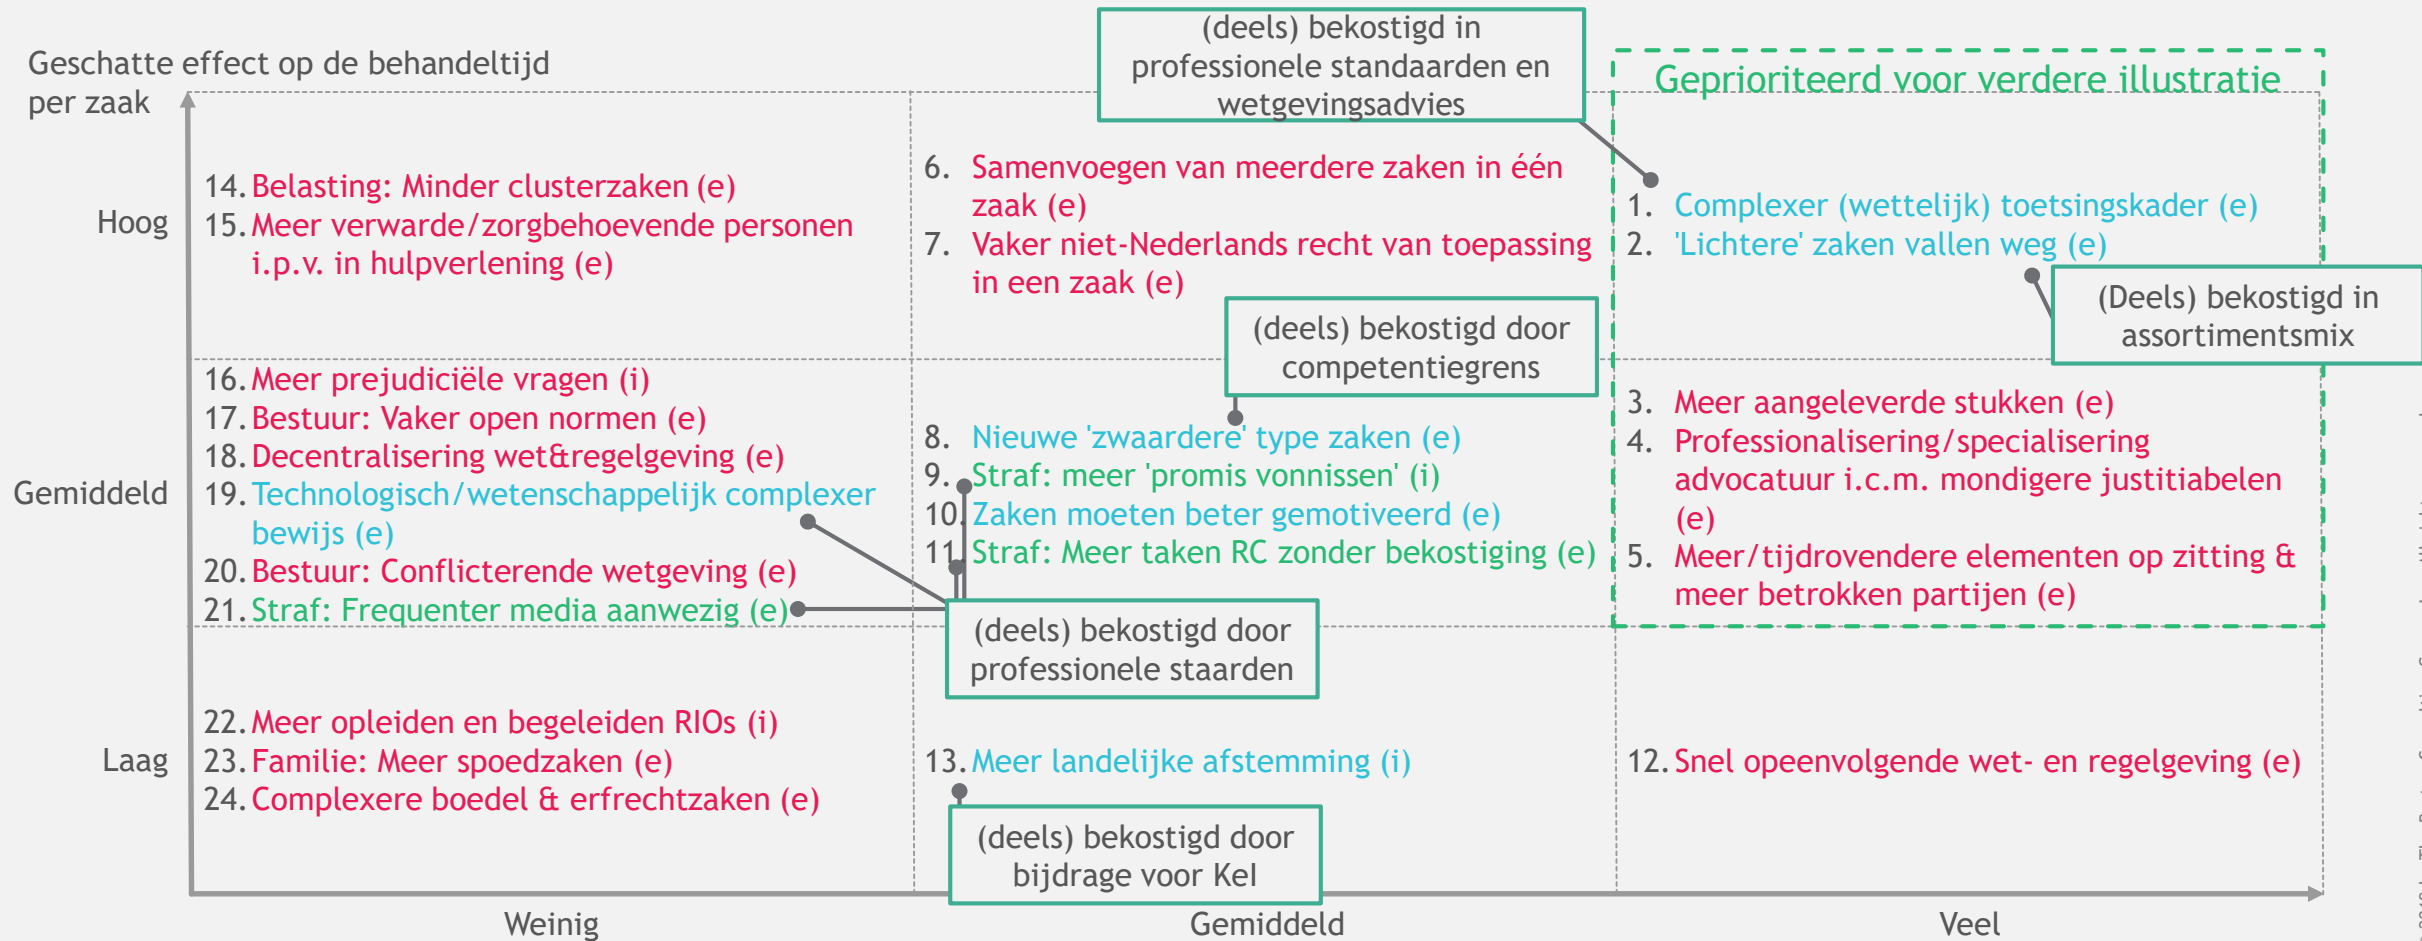 Geschatte effect op de behandeltijd
per zaak
(deels) bekostigd in
professionele standaarden en
wetgevingsadvies
Geprioriteerd voor verdere illustratie
Hoog
14. Belasting: Minder clusterzaken (e)
15. Meer verwarde/zorgbehoevende personen
i.p.v. in hulpverlening (e)
6. Samenvoegen van meerdere zaken in één
zaak (e)
7. Vaker niet-Nederlands recht van toepassing
in een zaak (e)
1. Complexer (wettelijk) toetsingskader (e)
2. 'Lichtere' zaken vallen weg (e)
(Deels) bekostigd in
assortimentsmix
(deels) bekostigd door
competentiegrens
Gemiddeld
16. Meer prejudiciële vragen (i)
17. Bestuur: Vaker open normen (e)
18. Decentralisering wet&regelgeving (e)
19. Technologisch/wetenschappelijk complexer
bewijs (e)
20. Bestuur: Conflicterende wetgeving (e)
21. Straf: Frequenter media aanwezig (e)
8. Nieuwe 'zwaardere' type zaken (e)
9. Straf: meer 'promis vonnissen' (i)
10. Zaken moeten beter gemotiveerd (e)
11. Straf: Meer taken RC zonder bekostiging (e)
3. Meer aangeleverde stukken (e)
4. Professionalisering/specialisering
advocatuur i.c.m. mondigere justitiabelen
(e)
5. Meer/tijdrovendere elementen op zitting &
meer betrokken partijen (e)
(deels) bekostigd door
professionele staarden
Laag
22. Meer opleiden en begeleiden RIOs (i)
23. Familie: Meer spoedzaken (e)
24. Complexere boedel & erfrechtzaken (e)
13. Meer landelijke afstemming (i)
(deels) bekostigd door
bijdrage voor KeI
12. Snel opeenvolgende wet- en regelgeving (e)
Weinig
Gemiddeld
Veel